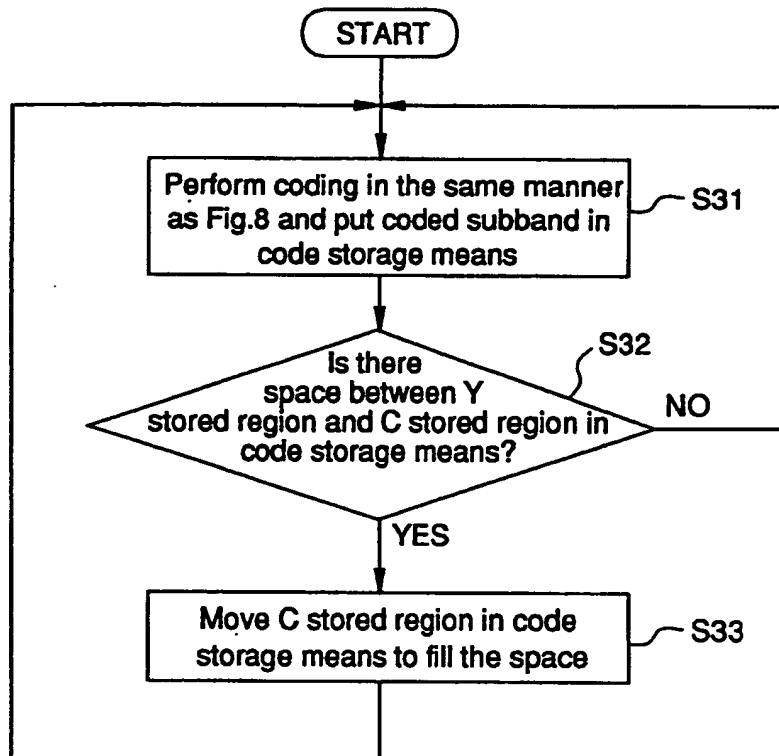 START
Perform coding in the same manner
as Fig.8 and put coded subband in
code storage means
S31
Is there
space between Y
stored region and C stored region in
code storage means?
S32
NO
YES
Move C stored region in code
storage means to fill the space
S33